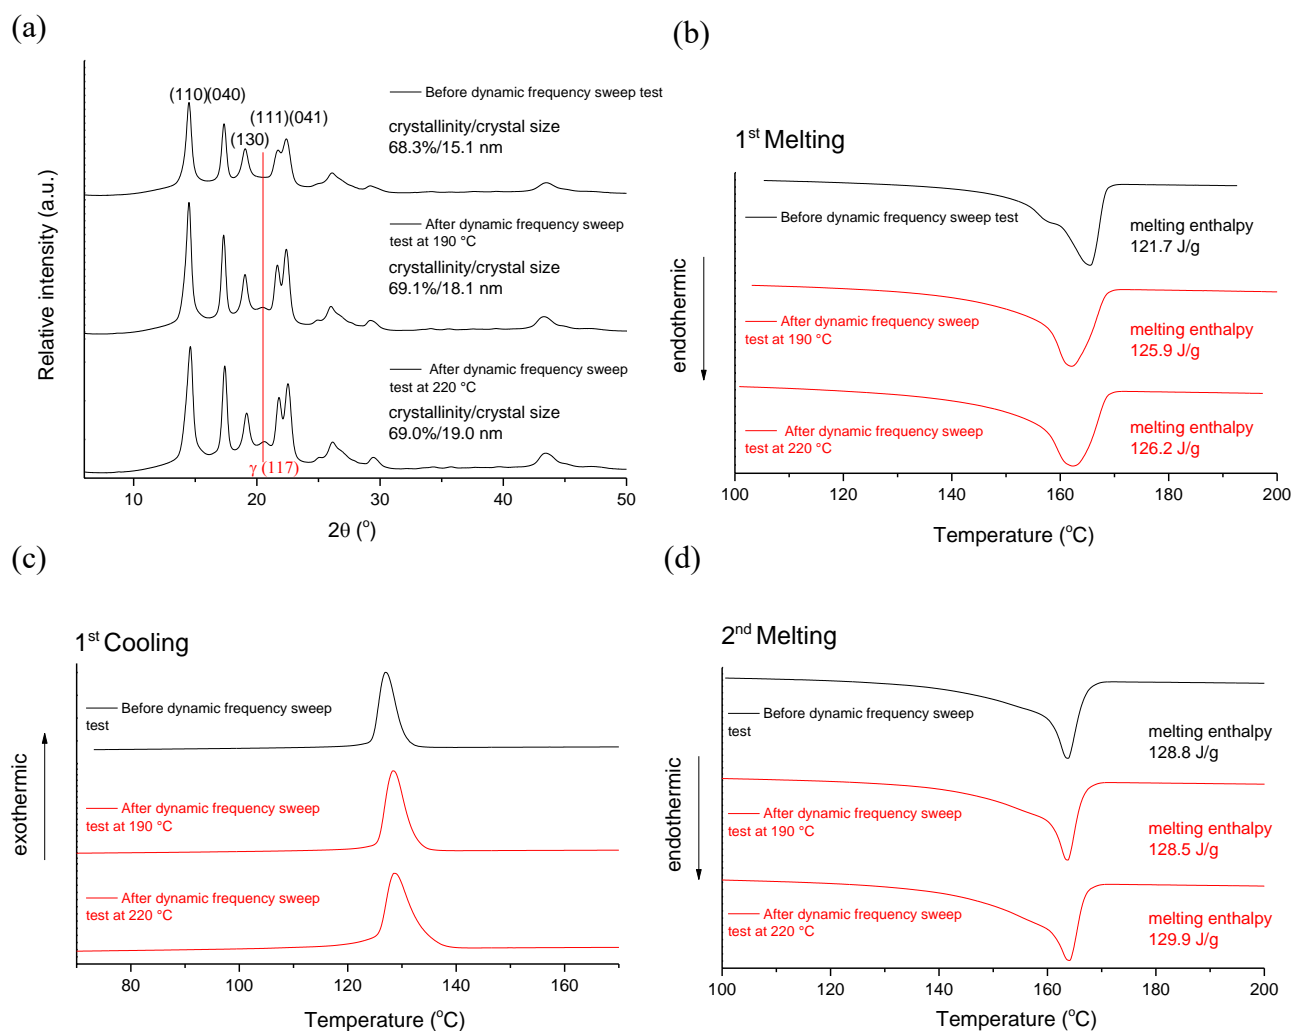 (a)
(110)(040)
(130)
(111)(041)
Before dynamic frequency sweep test
crystallinity/crystal size
68.3%/15.1 nm
After dynamic frequency sweep
test at 190 °C
crystallinity/crystal size
69.1%/18.1 nm
After dynamic frequency sweep
test at 220 °C
crystallinity/crystal size
69.0%/19.0 nm
γ (117)
Relative intensity (a.u.)
10 20 30 40 50
2θ (°)
(b)
1st Melting
Before dynamic frequency sweep test
melting enthalpy
121.7 J/g
After dynamic frequency sweep
test at 190 °C
melting enthalpy
125.9 J/g
After dynamic frequency sweep
test at 220 °C
melting enthalpy
126.2 J/g
endothermic
100 120 140 160 180 200
Temperature (°C)
(c)
1st Cooling
Before dynamic frequency sweep
test
After dynamic frequency sweep
test at 190 °C
After dynamic frequency sweep
test at 220 °C
exothermic
80 100 120 140 160
Temperature (°C)
(d)
2nd Melting
Before dynamic frequency sweep
test
melting enthalpy
128.8 J/g
After dynamic frequency sweep
test at 190 °C
melting enthalpy
128.5 J/g
After dynamic frequency sweep
test at 220 °C
melting enthalpy
129.9 J/g
endothermic
100 120 140 160 180 200
Temperature (°C)